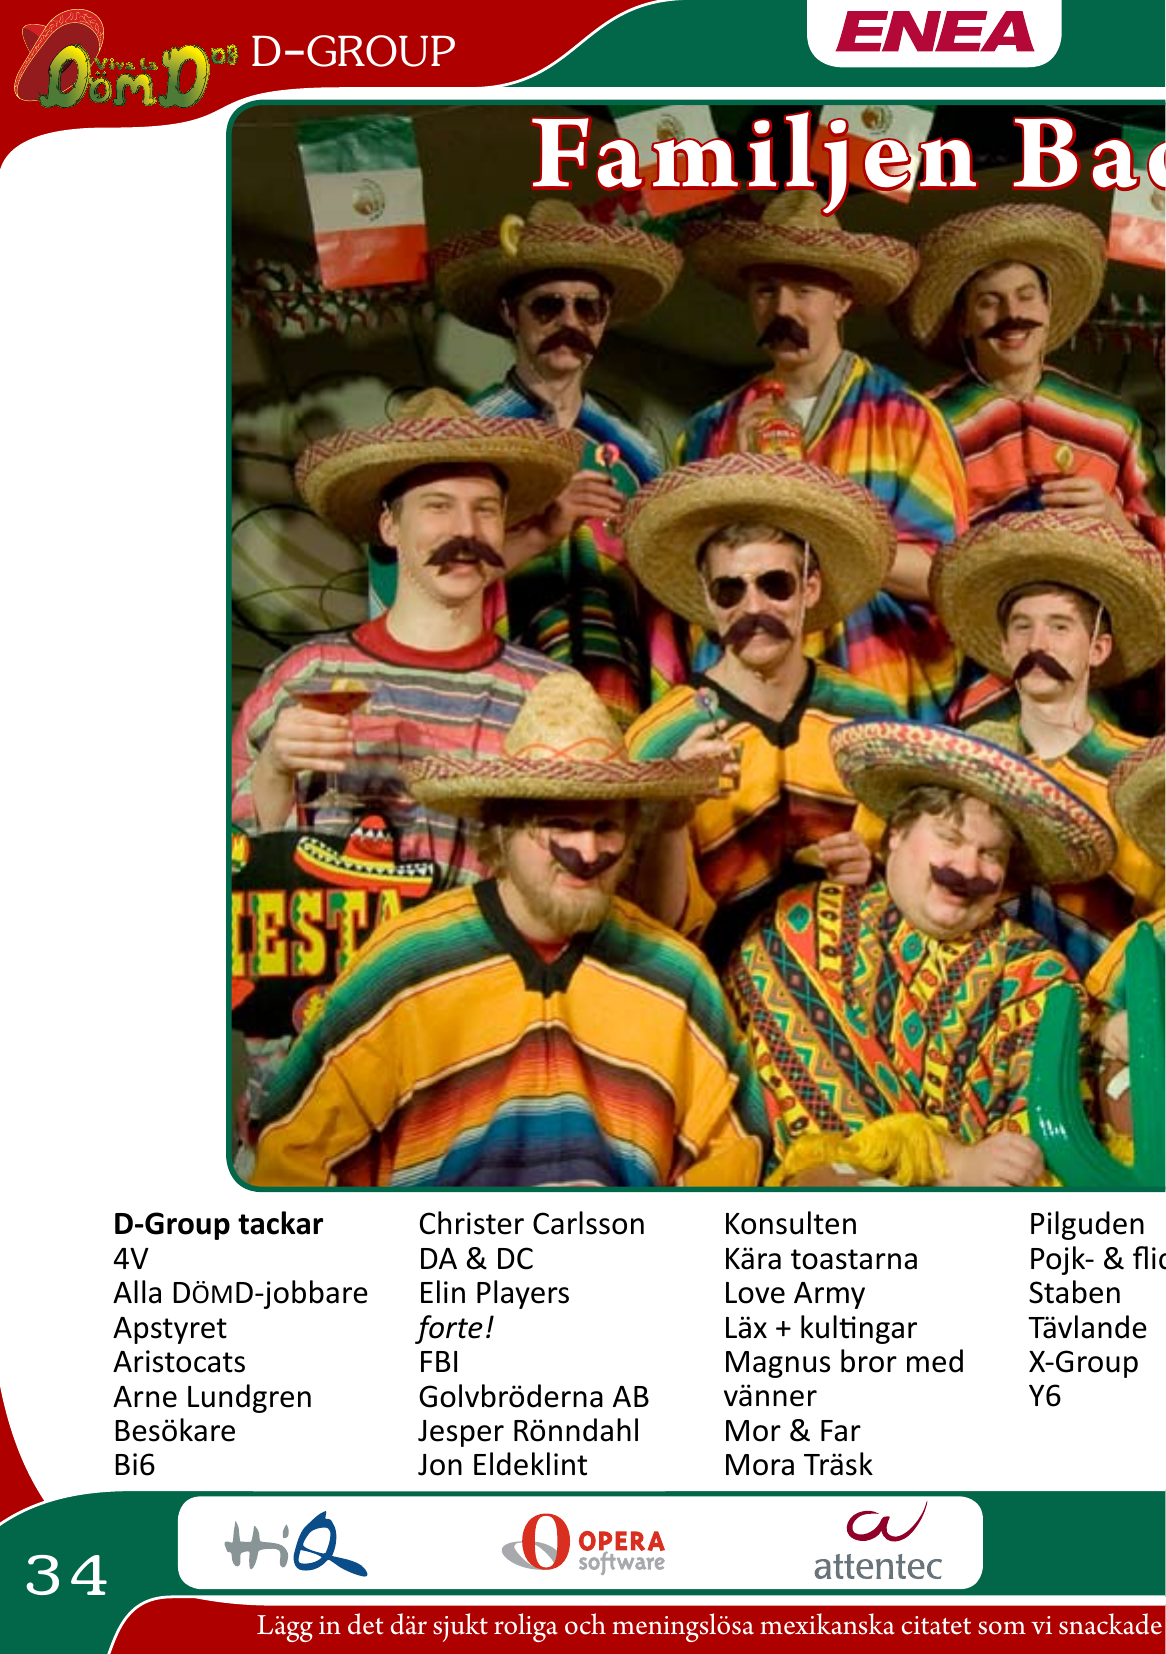 Viva La
DÖMD 08
D-GROUP
ENEA
Familjen Bac
D-Group tackar
4V
Alla DÖMD-jobbare
Apstyret
Aristocats
Arne Lundgren
Besökare
Bi6
Christer Carlsson
DA & DC
Elin Players
forte!
FBI
Golvbröderna AB
Jesper Rönndahl
Jon Eldeklint
Konsulten
Kära toastarna
Love Army
Läx + kultingar
Magnus bror med
vänner
Mor & Far
Mora Träsk
Pilguden
Pojk- & flic
Staben
Tävlande
X-Group
Y6
HiQ
OPERA
software
attentec
34
Lägg in det där sjukt roliga och meningslösa mexikanska citatet som vi snackade